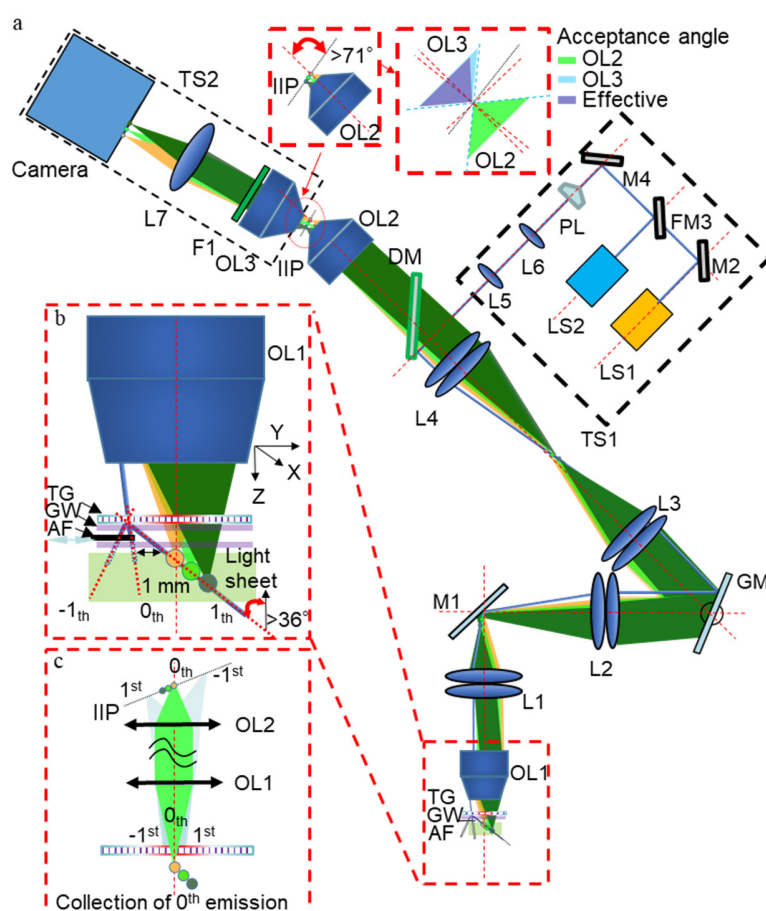 a
OL3
Acceptance angle
>71°
OL2
OL3
Effective
TS2
IIP
OL2
OL2
Camera
M4
OL2
PL
FM3
L7
DM
L6
M2
F1
OL3
IIP
L5
LS2
b
LS1
OL1
L4
TS1
Y
X
Z
TG
GW
AF
L3
Light
sheet
GM
1 mm
M1
-1th
0th
1th
>36°
L2
c
0th
1st
-1st
L1
IIP
OL2
OL1
OL1
0th
TG
GW
AF
-1st
1st
Collection of 0th emission